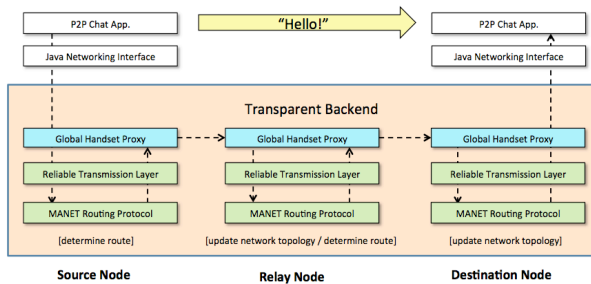 P2P Chat App.
“Hello!”
P2P Chat App.
Java Networking Interface
Java Networking Interface
Transparent Backend
Global Handset Proxy
Global Handset Proxy
Global Handset Proxy
Reliable Transmission Layer
Reliable Transmission Layer
Reliable Transmission Layer
MANET Routing Protocol
MANET Routing Protocol
MANET Routing Protocol
[determine route]
[update network topology / determine route]
[update network topology]
Source Node
Relay Node
Destination Node